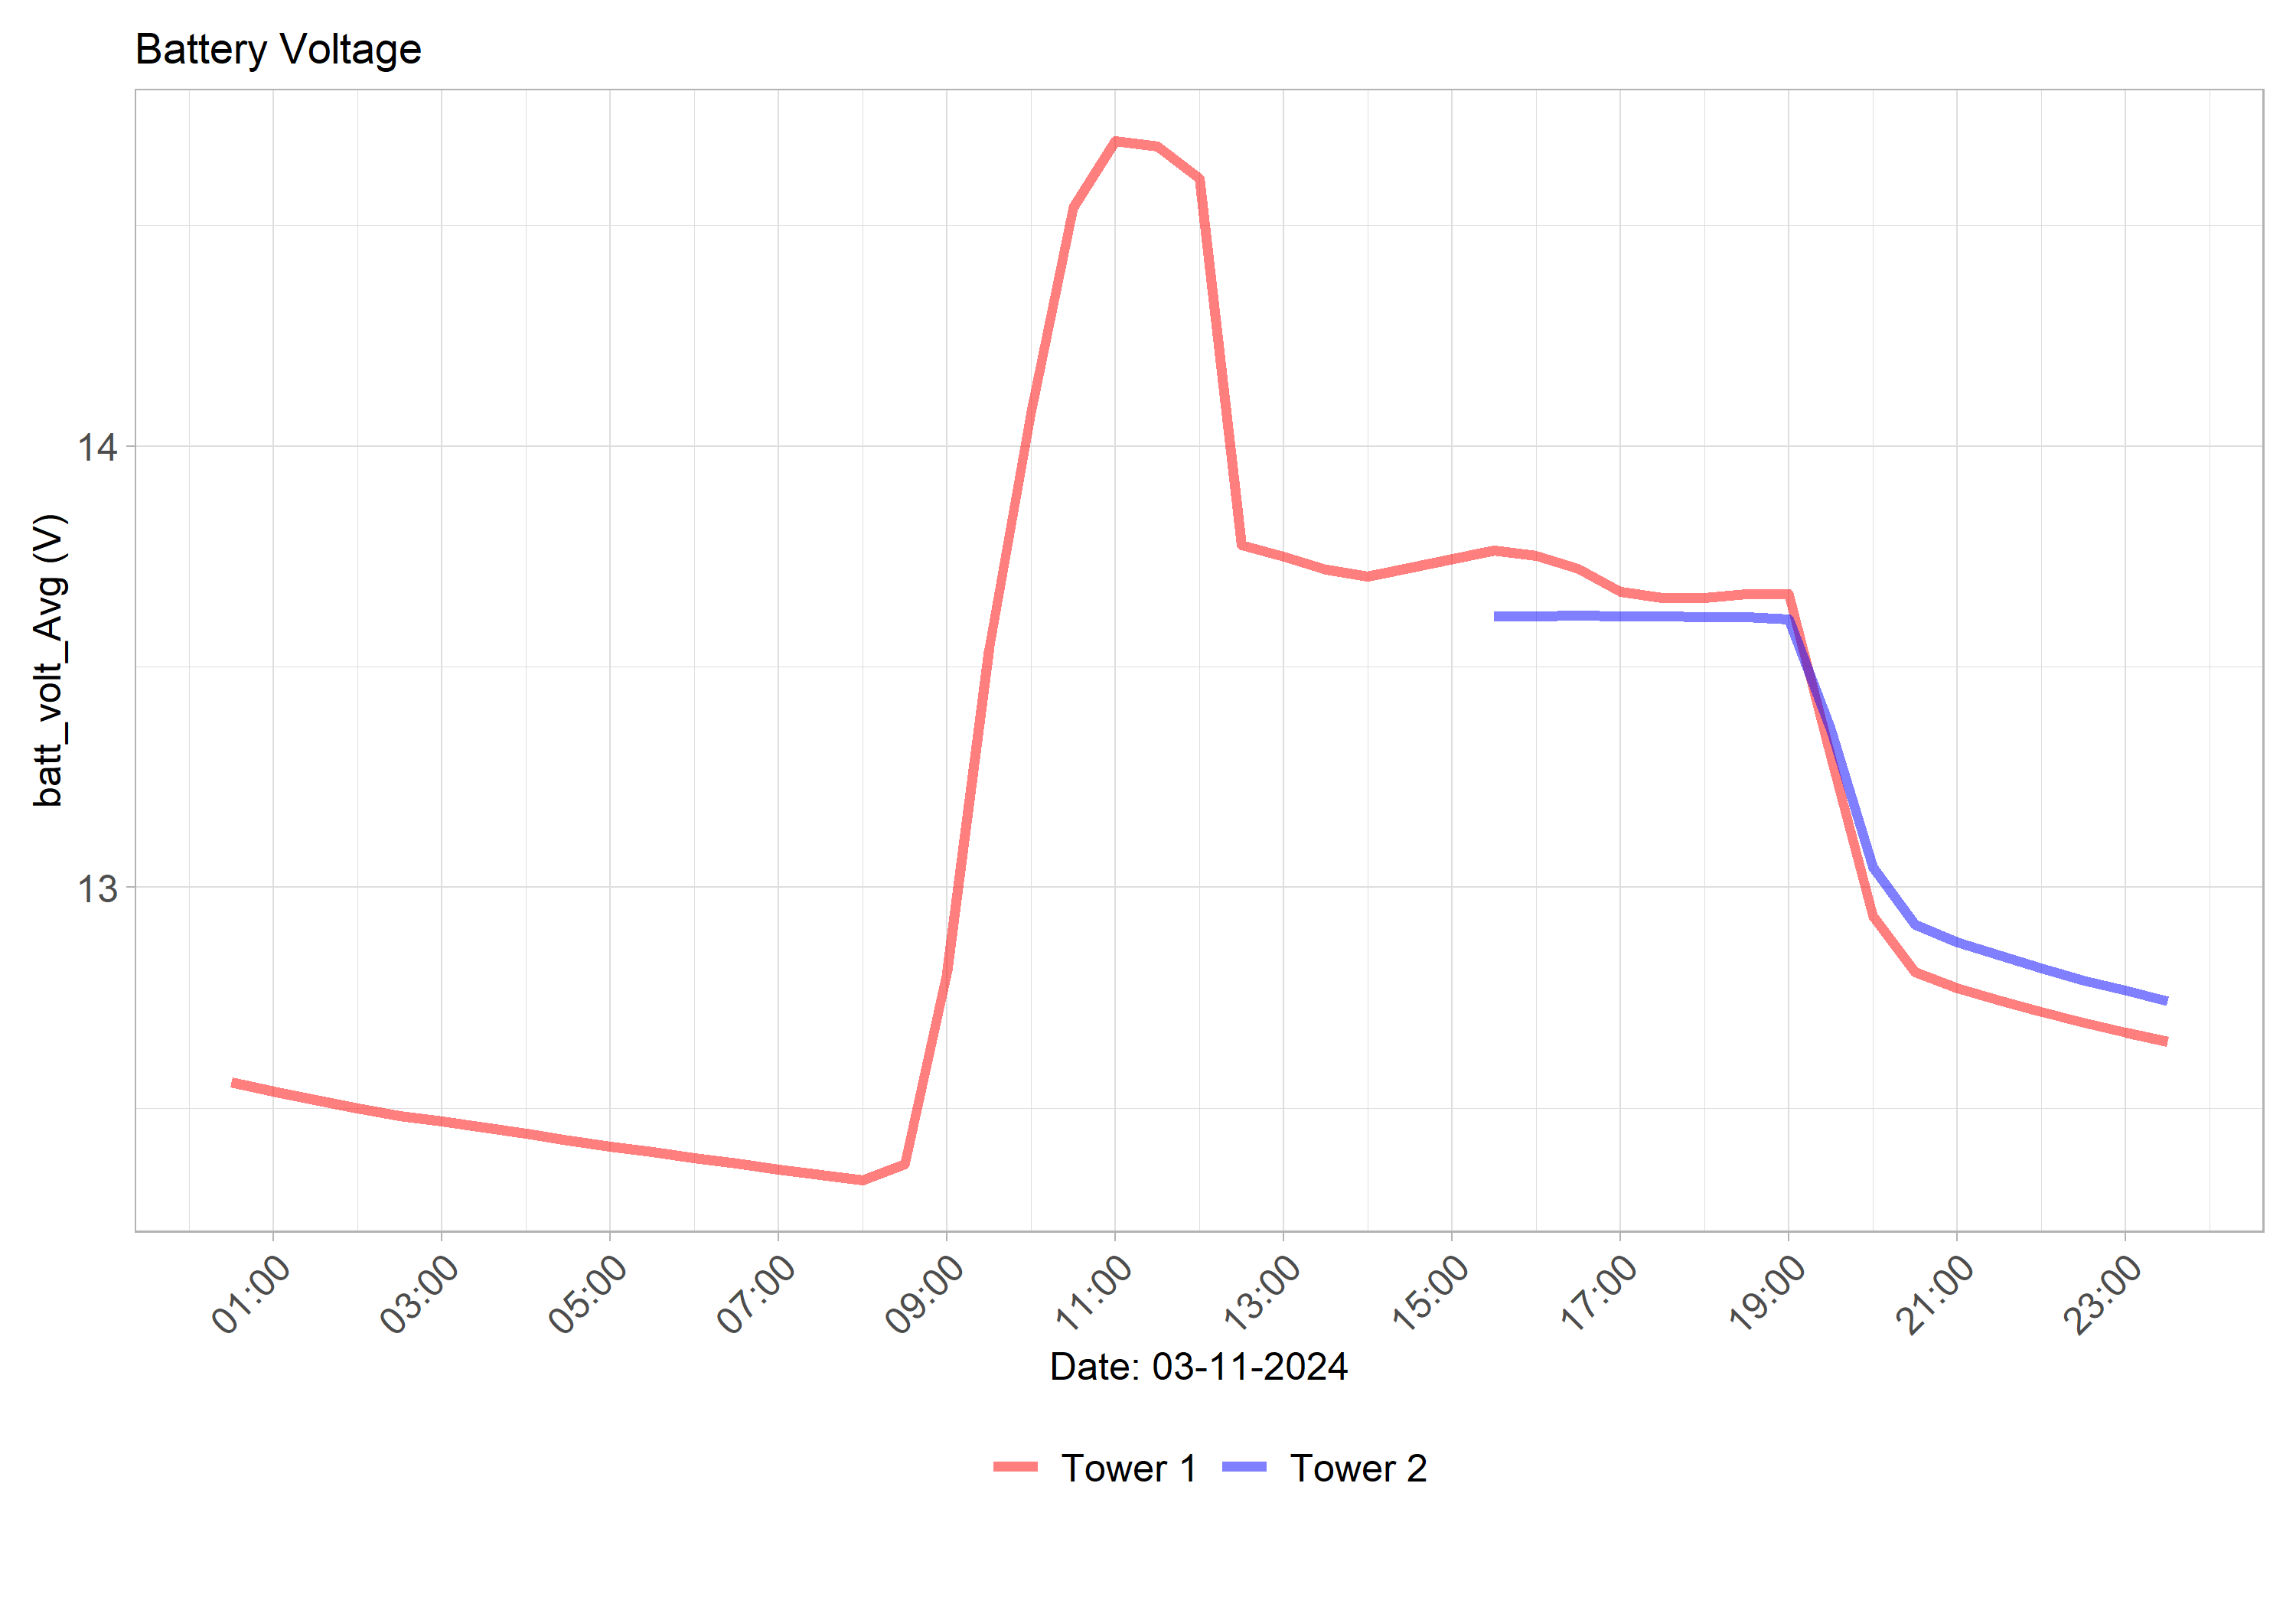 Battery Voltage
batt_volt_Avg (V)
14
13
01:00 03:00 05:00 07:00 09:00 11:00 13:00 15:00 17:00 19:00 21:00 23:00
Date: 03-11-2024
Tower 1 Tower 2